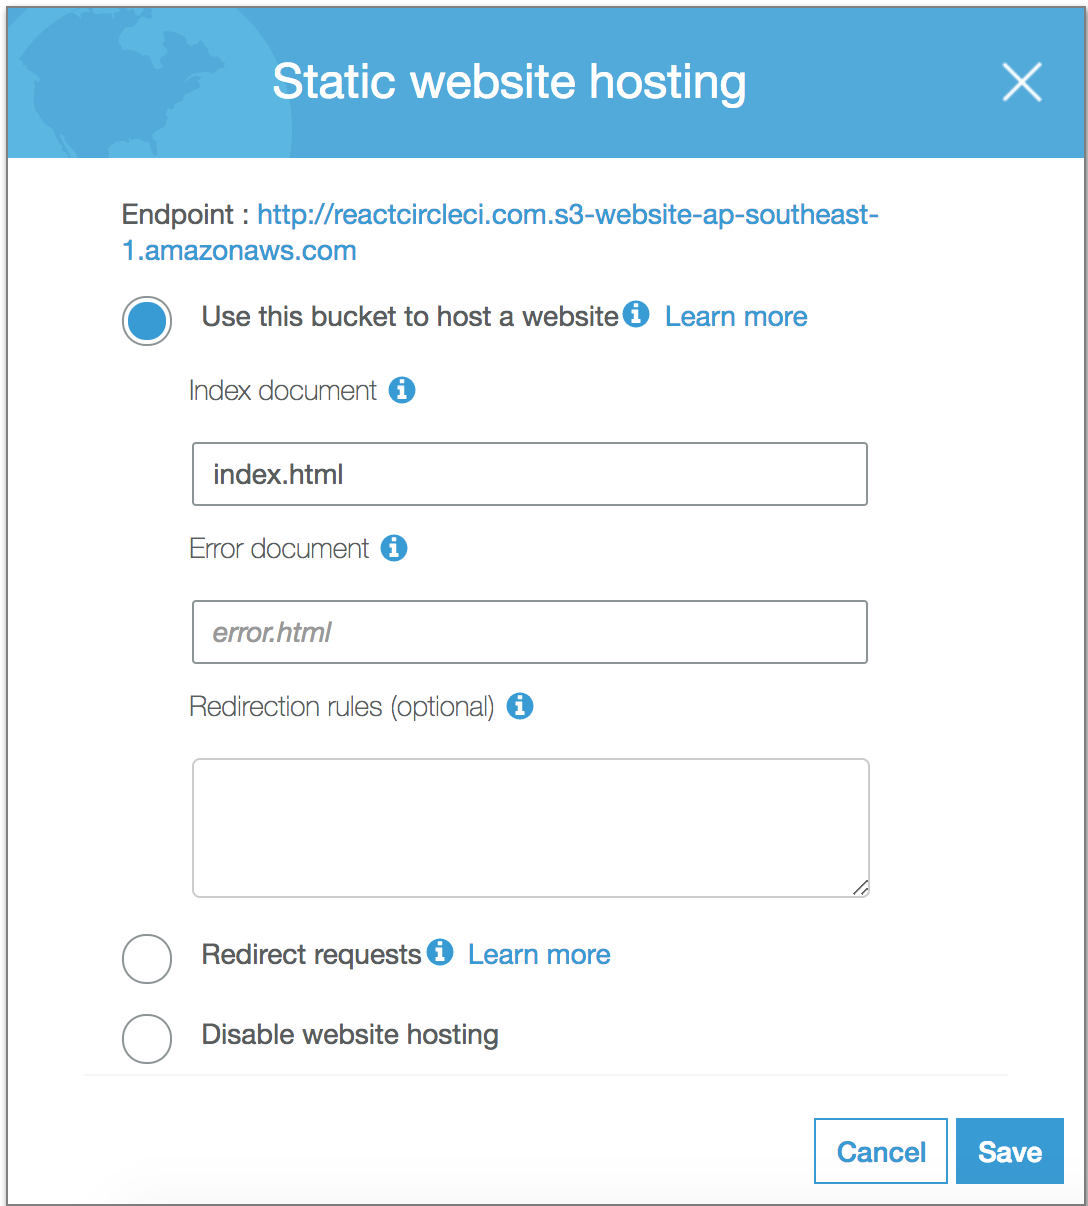 Static website hosting
Endpoint : http://reactcircleci.com.s3-website-ap-southeast-
1.amazonaws.com
Use this bucket to host a website Learn more
Index document
index.html
Error document
error.html
Redirection rules (optional)
Redirect requests Learn more
Disable website hosting
Cancel Save